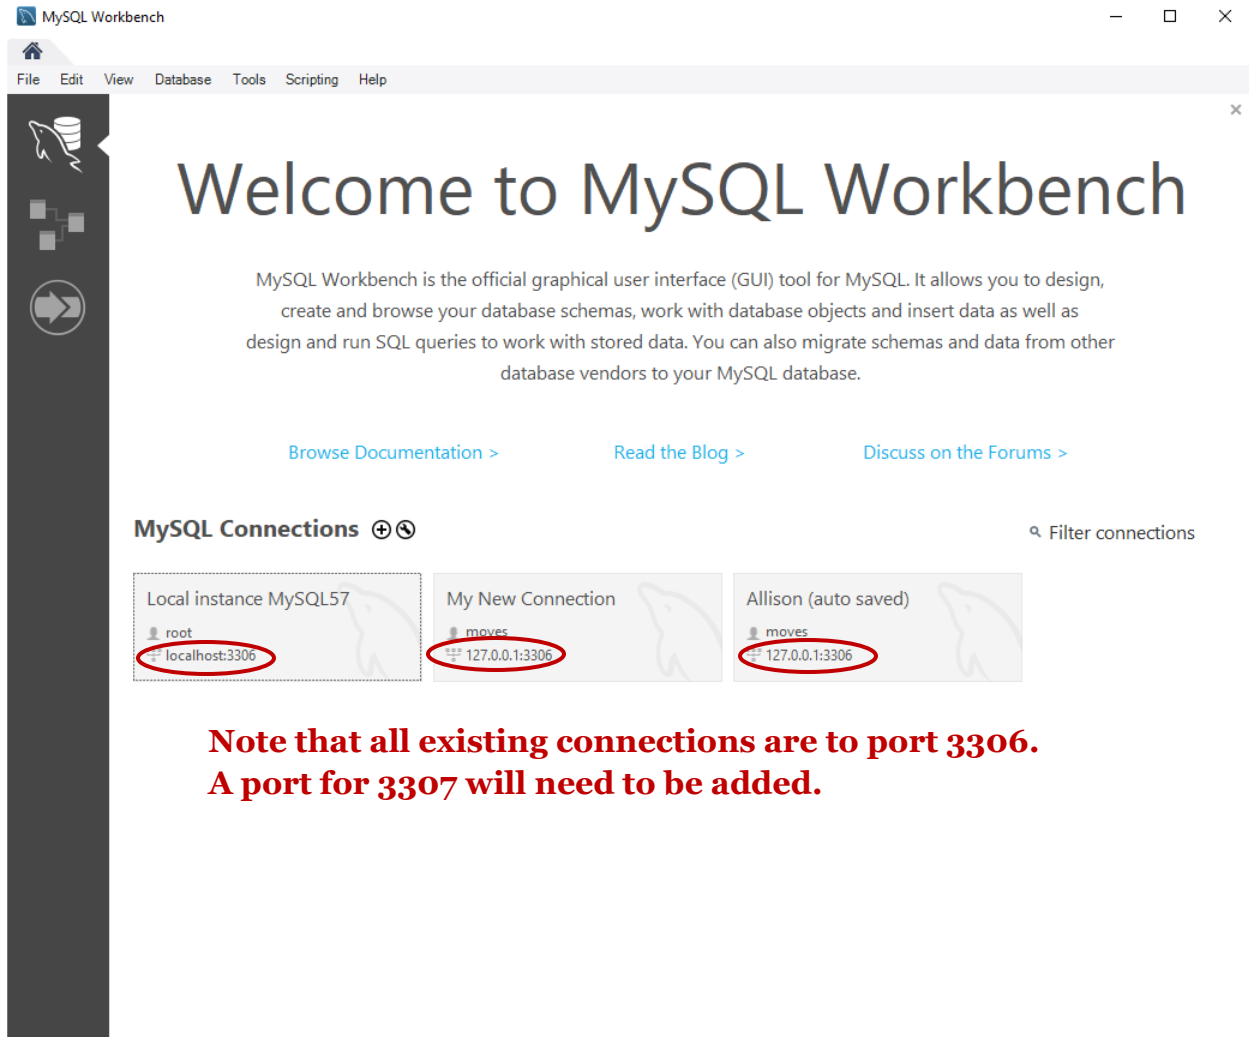 MySQL Workbench
File Edit View Database Tools Scripting Help
Welcome to MySQL Workbench
MySQL Workbench is the official graphical user interface (GUI) tool for MySQL. It allows you to design,
create and browse your database schemas, work with database objects and insert data as well as
design and run SQL queries to work with stored data. You can also migrate schemas and data from other
database vendors to your MySQL database.
Browse Documentation > Read the Blog > Discuss on the Forums >
MySQL Connections
Filter connections
Local instance MySQL57
root
localhost:3306
My New Connection
moves
127.0.0.1:3306
Allison (auto saved)
moves
127.0.0.1:3306
Note that all existing connections are to port 3306.
A port for 3307 will need to be added.